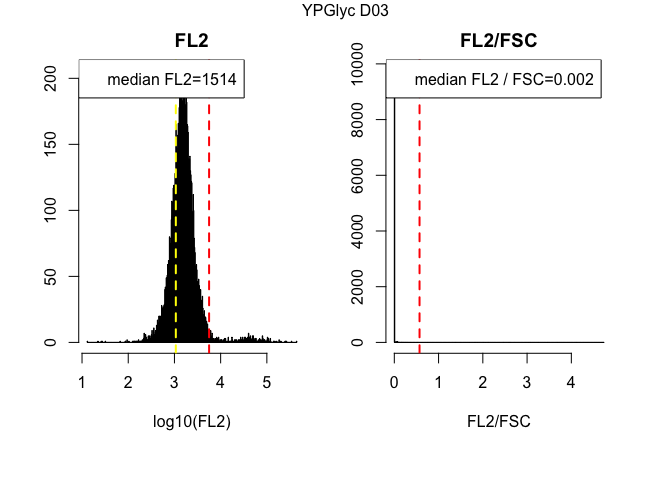 YPGlyc D03
FL2
median FL2=1514
200
150
100
50
0
1 2 3 4 5
log10(FL2)
FL2/FSC
median FL2 / FSC=0.002
10000
8000
6000
4000
2000
0
0 1 2 3 4
FL2/FSC